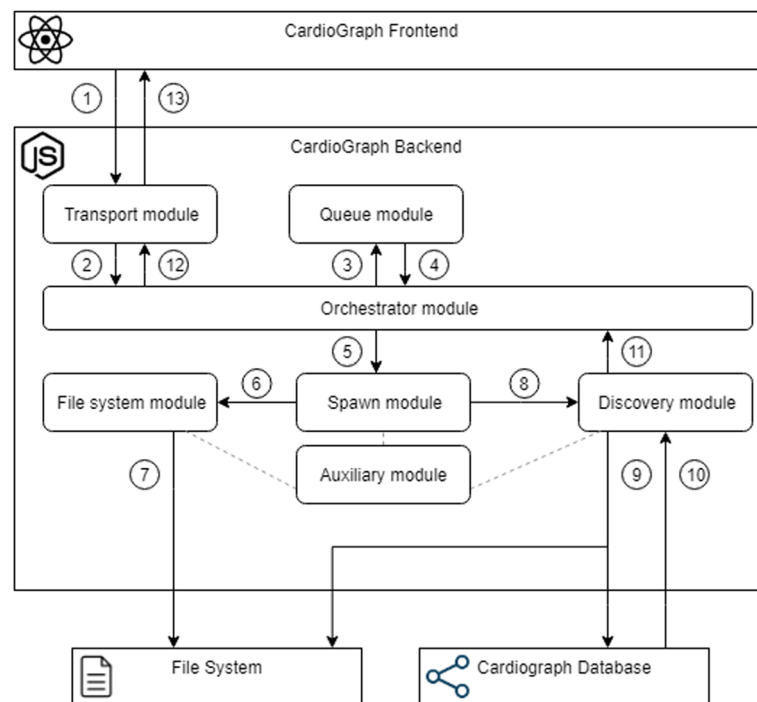 CardioGraph Frontend
1
13
CardioGraph Backend
JS
Transport module
Queue module
2
12
3
4
Orchestrator module
5
11
File system module
6
Spawn module
8
Discovery module
7
Auxiliary module
9
10
File System
Cardiograph Database